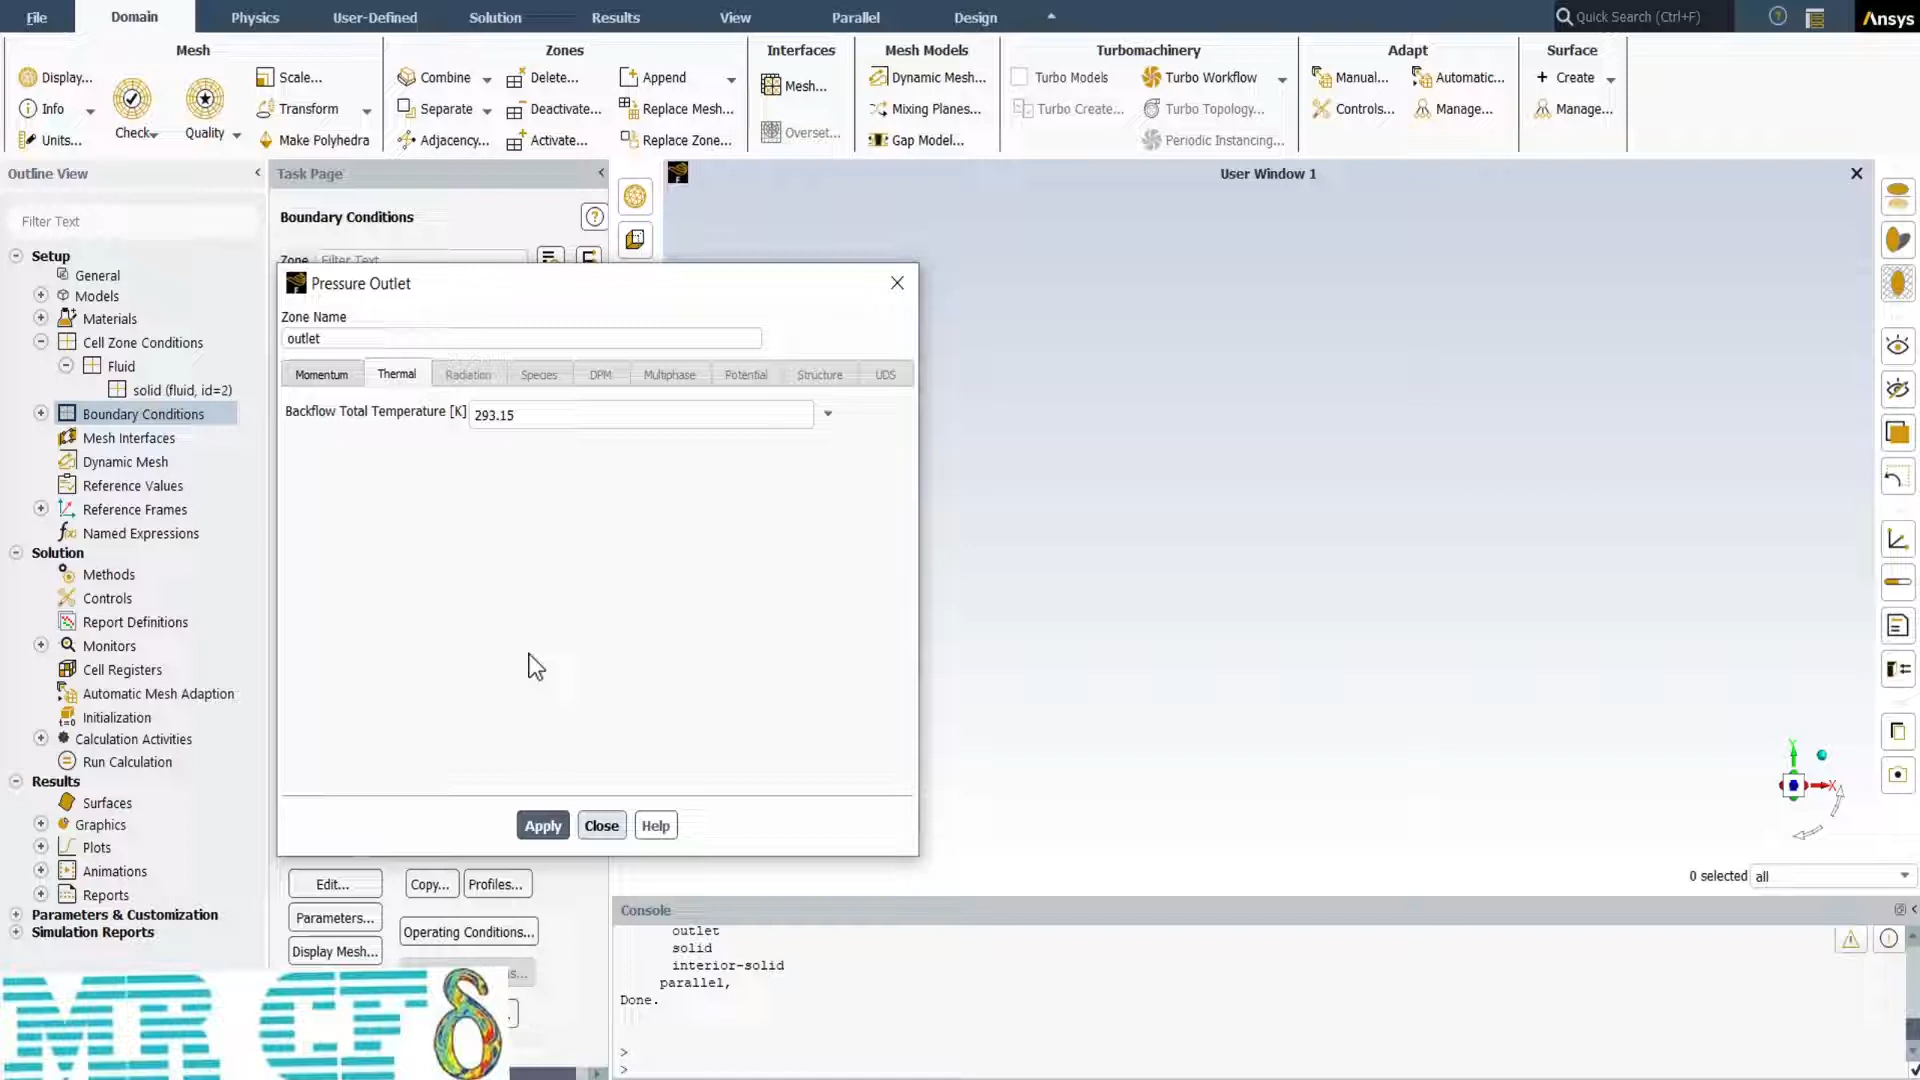 File Domain Physics User-Defined Solution Results View Parallel Design Quick Search (Ctrl+F) Ansys
Mesh Zones Interfaces Mesh Models Turbomachinery Adapt Surface
Display... Scale... Combine Delete... Append Mesh... Dynamic Mesh... Turbo Models Turbo Workflow Manual... Automatic... + Create
Info Check Quality Transform Separate Deactivate... Replace Mesh... Mixing Planes... Turbo Create... Turbo Topology... Controls... Manage... Manage...
Units... Make Polyhedra Adjacency... Activate... Replace Zone... Overset... Gap Model... Periodic Instancing...
Outline View
Filter Text
Setup
General
Models
Materials
Cell Zone Conditions
Fluid
solid (fluid, id=2)
Boundary Conditions
Mesh Interfaces
Dynamic Mesh
Reference Values
Reference Frames
Named Expressions
Solution
Methods
Controls
Report Definitions
Monitors
Cell Registers
Automatic Mesh Adaption
Initialization
Calculation Activities
Run Calculation
Results
Surfaces
Graphics
Plots
Animations
Reports
Parameters & Customization
Simulation Reports
Task Page
Boundary Conditions
Zone Filter Text
Pressure Outlet
Zone Name
outlet
Momentum Thermal Radiation Species DPM Multiphase Potential Structure UDS
Backflow Total Temperature [K] 293.15
Apply Close Help
Edit... Copy... Profiles...
Parameters... Operating Conditions...
Display Mesh...
User Window 1
Y
X
0 selected all
Console
outlet
solid
interior-solid
parallel,
Done.
>
>
MR CF